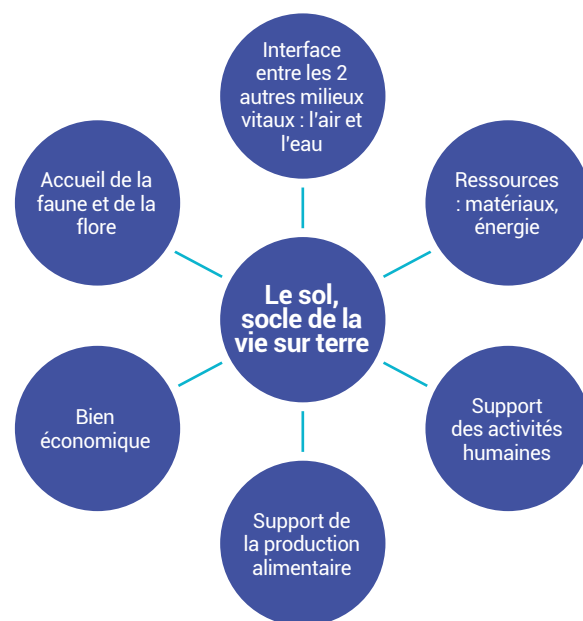 Interface
entre les 2
autres milieux
vitaux : l'air et
l'eau
Accueil de la
faune et de la
flore
Ressources
: matériaux,
énergie
Le sol,
socle de la
vie sur terre
Bien
économique
Support
des activités
humaines
Support de
la production
alimentaire